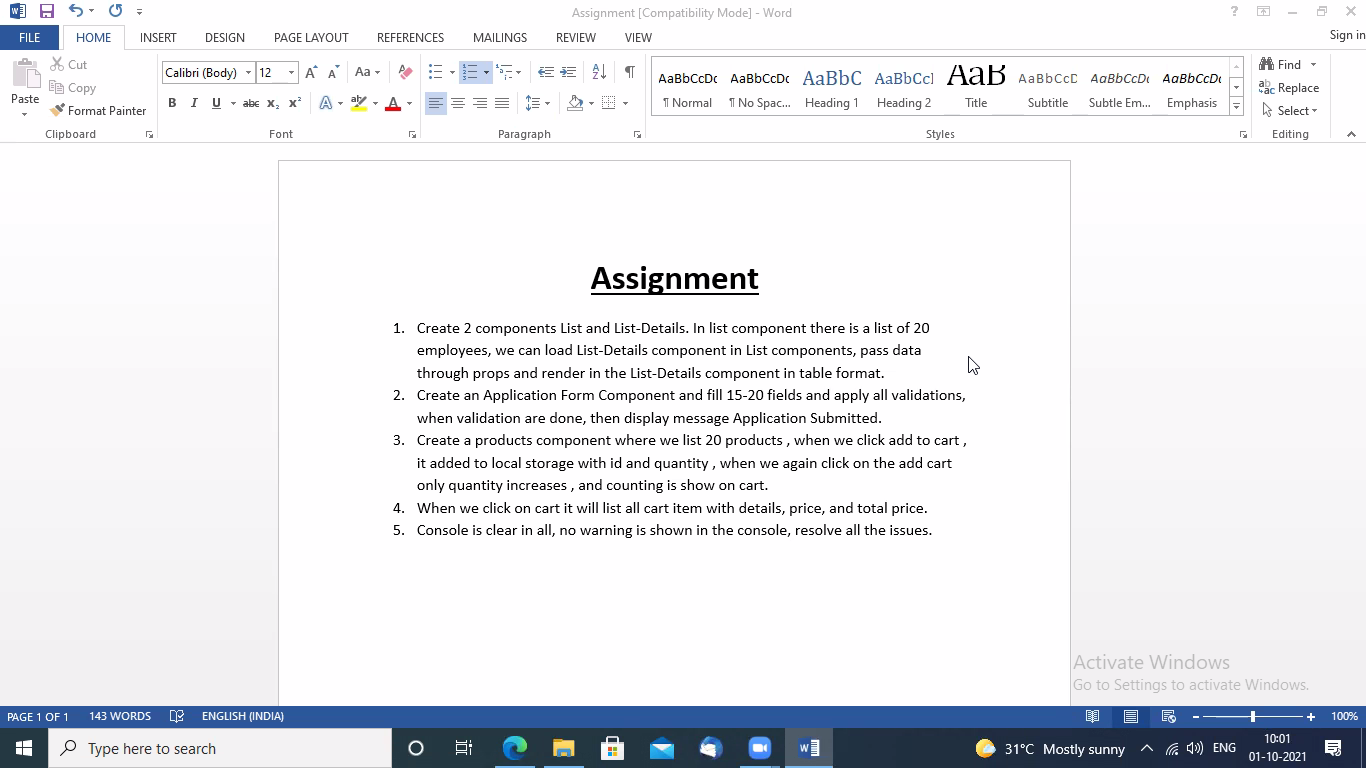 Assignment [Compatibility Mode] - Word
?
Sign in
FILE
HOME
INSERT
DESIGN
PAGE LAYOUT
REFERENCES
MAILINGS
REVIEW
VIEW
Paste
Cut
Copy
Format Painter
Clipboard
Calibri (Body)
12
Font
Paragraph
AaBbCcDc
¶ Normal
AaBbCcDc
¶ No Spac...
AaBbC
Heading 1
AaBbCcI
Heading 2
AaB
Title
AaBbCcD
Subtitle
AaBbCcDc
Subtle Em...
AaBbCcDc
Emphasis
Styles
Find
Replace
Select
Editing
Assignment
1. Create 2 components List and List-Details. In list component there is a list of 20
employees, we can load List-Details component in List components, pass data
through props and render in the List-Details component in table format.
2. Create an Application Form Component and fill 15-20 fields and apply all validations,
when validation are done, then display message Application Submitted.
3. Create a products component where we list 20 products , when we click add to cart ,
it added to local storage with id and quantity , when we again click on the add cart
only quantity increases , and counting is show on cart.
4. When we click on cart it will list all cart item with details, price, and total price.
5. Console is clear in all, no warning is shown in the console, resolve all the issues.
Activate Windows
Go to Settings to activate Windows.
PAGE 1 OF 1
143 WORDS
ENGLISH (INDIA)
100%
Type here to search
31°C Mostly sunny
ENG
10:01
01-10-2021